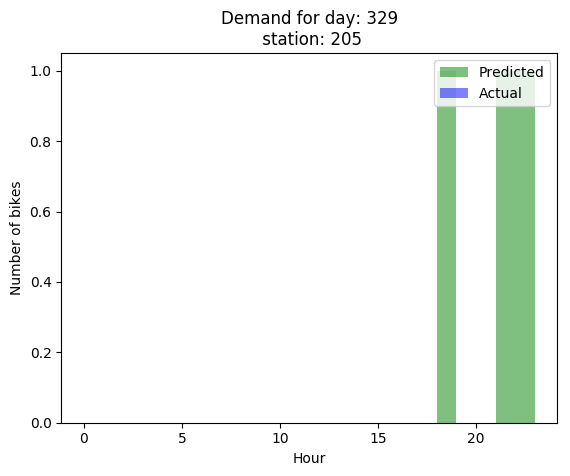 Demand for day: 329
station: 205
Predicted
Actual
1.0
0.8
0.6
0.4
0.2
0.0
Number of bikes
0 5 10 15 20
Hour